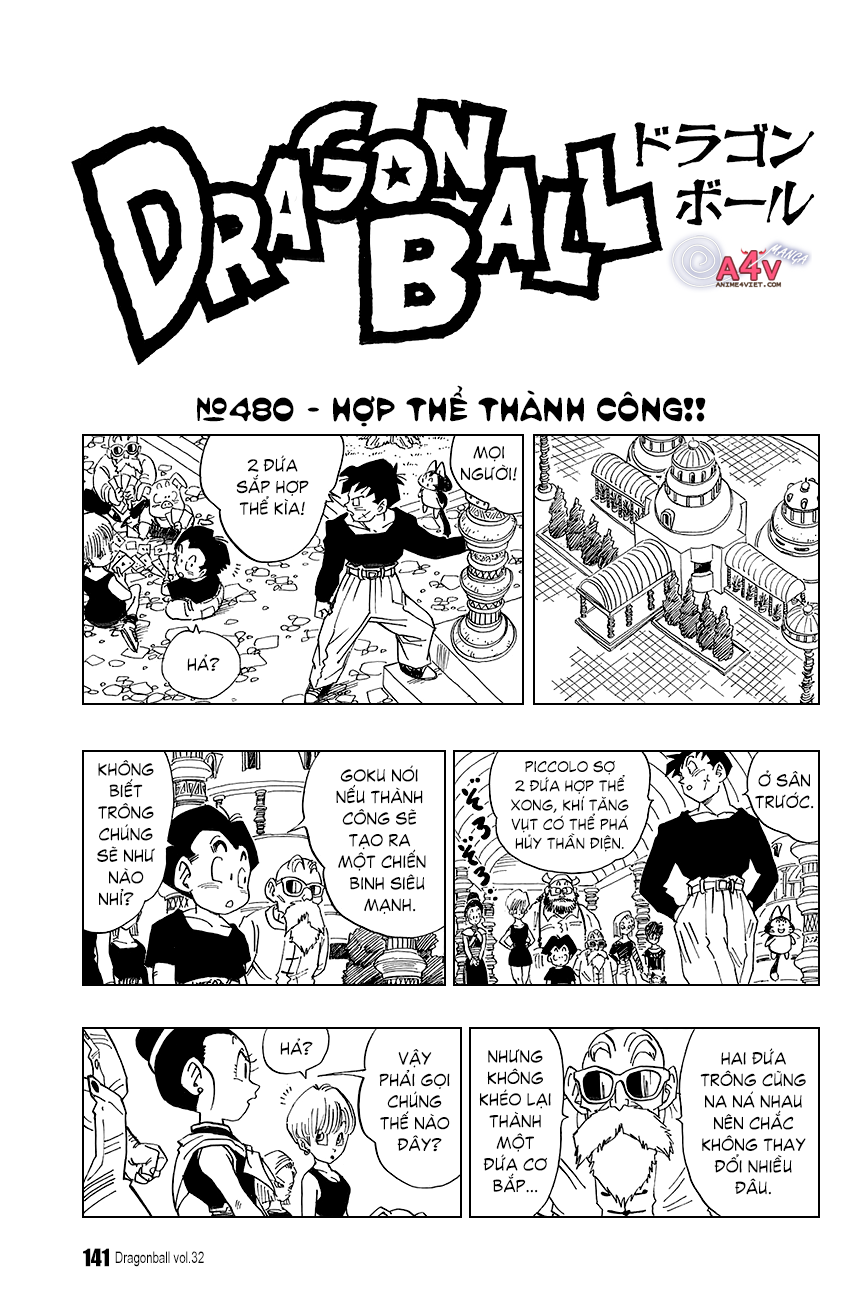 DRAGON BALL
ドラゴン
ボール
A4V
MANGA
ANIME4VIET.COM
№480 - HỢP THỂ THÀNH CÔNG!!
MỌI
NGƯỜI!
2 ĐỨA
SẮP HỢP
THỂ KÌA!
HẢ?
Ở SÂN
TRƯỚC.
PICCOLO SỢ
2 ĐỨA HỢP THỂ
XONG, KHÍ TĂNG
VỤT CÓ THỂ PHÁ
HỦY THẦN ĐIỆN.
ぞろ
ぞろ
GOKU NÓI
NẾU THÀNH
CÔNG SẼ
TẠO RA
MỘT CHIẾN
BINH SIÊU
MẠNH.
KHÔNG
BIẾT
TRÔNG
CHÚNG
SẼ NHƯ
NÀO
NHỈ?
HAI ĐỨA
TRÔNG CŨNG
NA NÁ NHAU
NÊN CHẮC
KHÔNG THAY
ĐỔI NHIỀU
ĐÂU.
NHƯNG
KHÔNG
KHÉO LẠI
THÀNH
MỘT
ĐỨA CƠ
BẮP...
VẬY
PHẢI GỌI
CHÚNG
THẾ NÀO
ĐÂY?
HẢ?
141 Dragonball vol.32